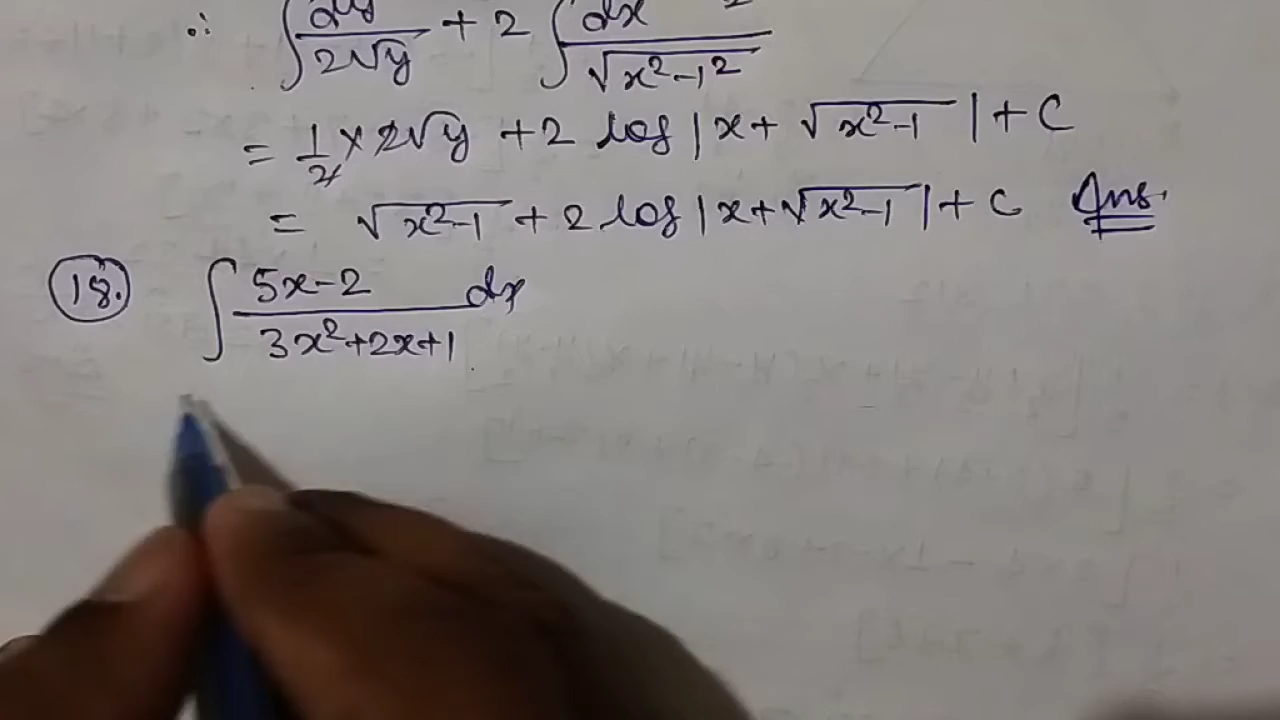 ∴ ∫ dy/2√y + 2 ∫ dx/√x²-1²
= 1/2 × 2√y + 2 log |x + √x²-1 | + C
= √x²-1 + 2 log |x + √x²-1 | + C Ans.
18. ∫ 5x-2/3x²+2x+1 dx